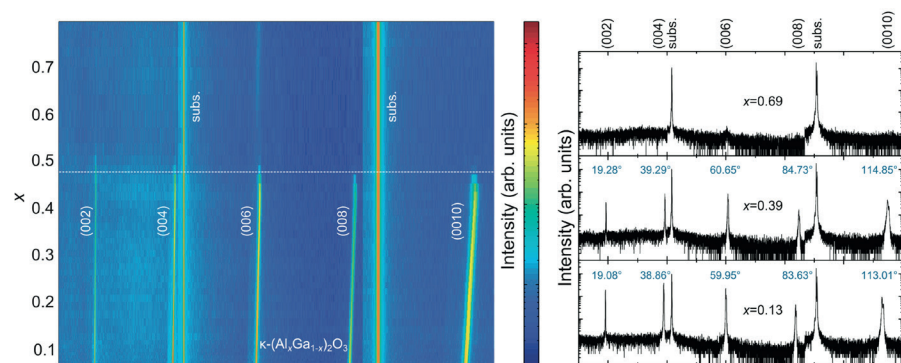 0.7
0.6
0.5
0.4
0.3
0.2
0.1
x
subs.
subs.
(002)
(004)
(006)
(008)
(0010)
κ-(AlₓGa₁₋ₓ)₂O₃
Intensity (arb. units)
(002)
(004)
subs.
(006)
(008)
subs.
(0010)
Intensity (arb. units)
x=0.69
19.28° 39.29° 60.65° 84.73° 114.85°
x=0.39
19.08° 38.86° 59.95° 83.63° 113.01°
x=0.13